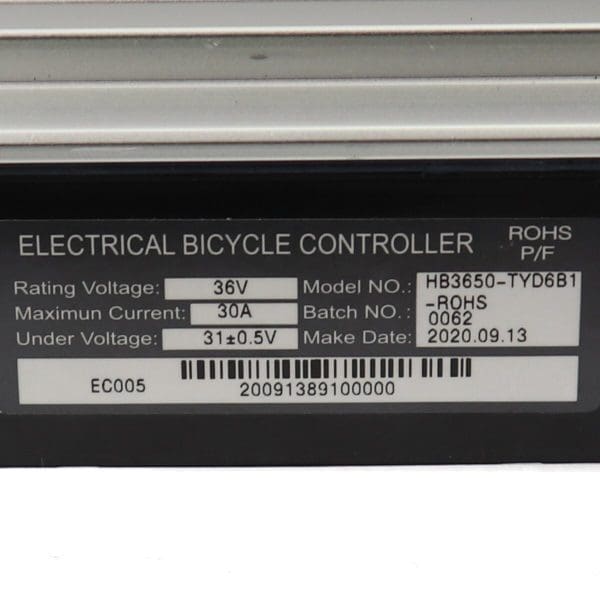 ELECTRICAL BICYCLE CONTROLLER ROHS
P/F
Rating Voltage: 36V Model NO.: HB3650-TYD6B1
-ROHS
Maximun Current: 30A Batch NO.: 0062
Under Voltage: 31±0.5V Make Date: 2020.09.13
EC005 20091389100000